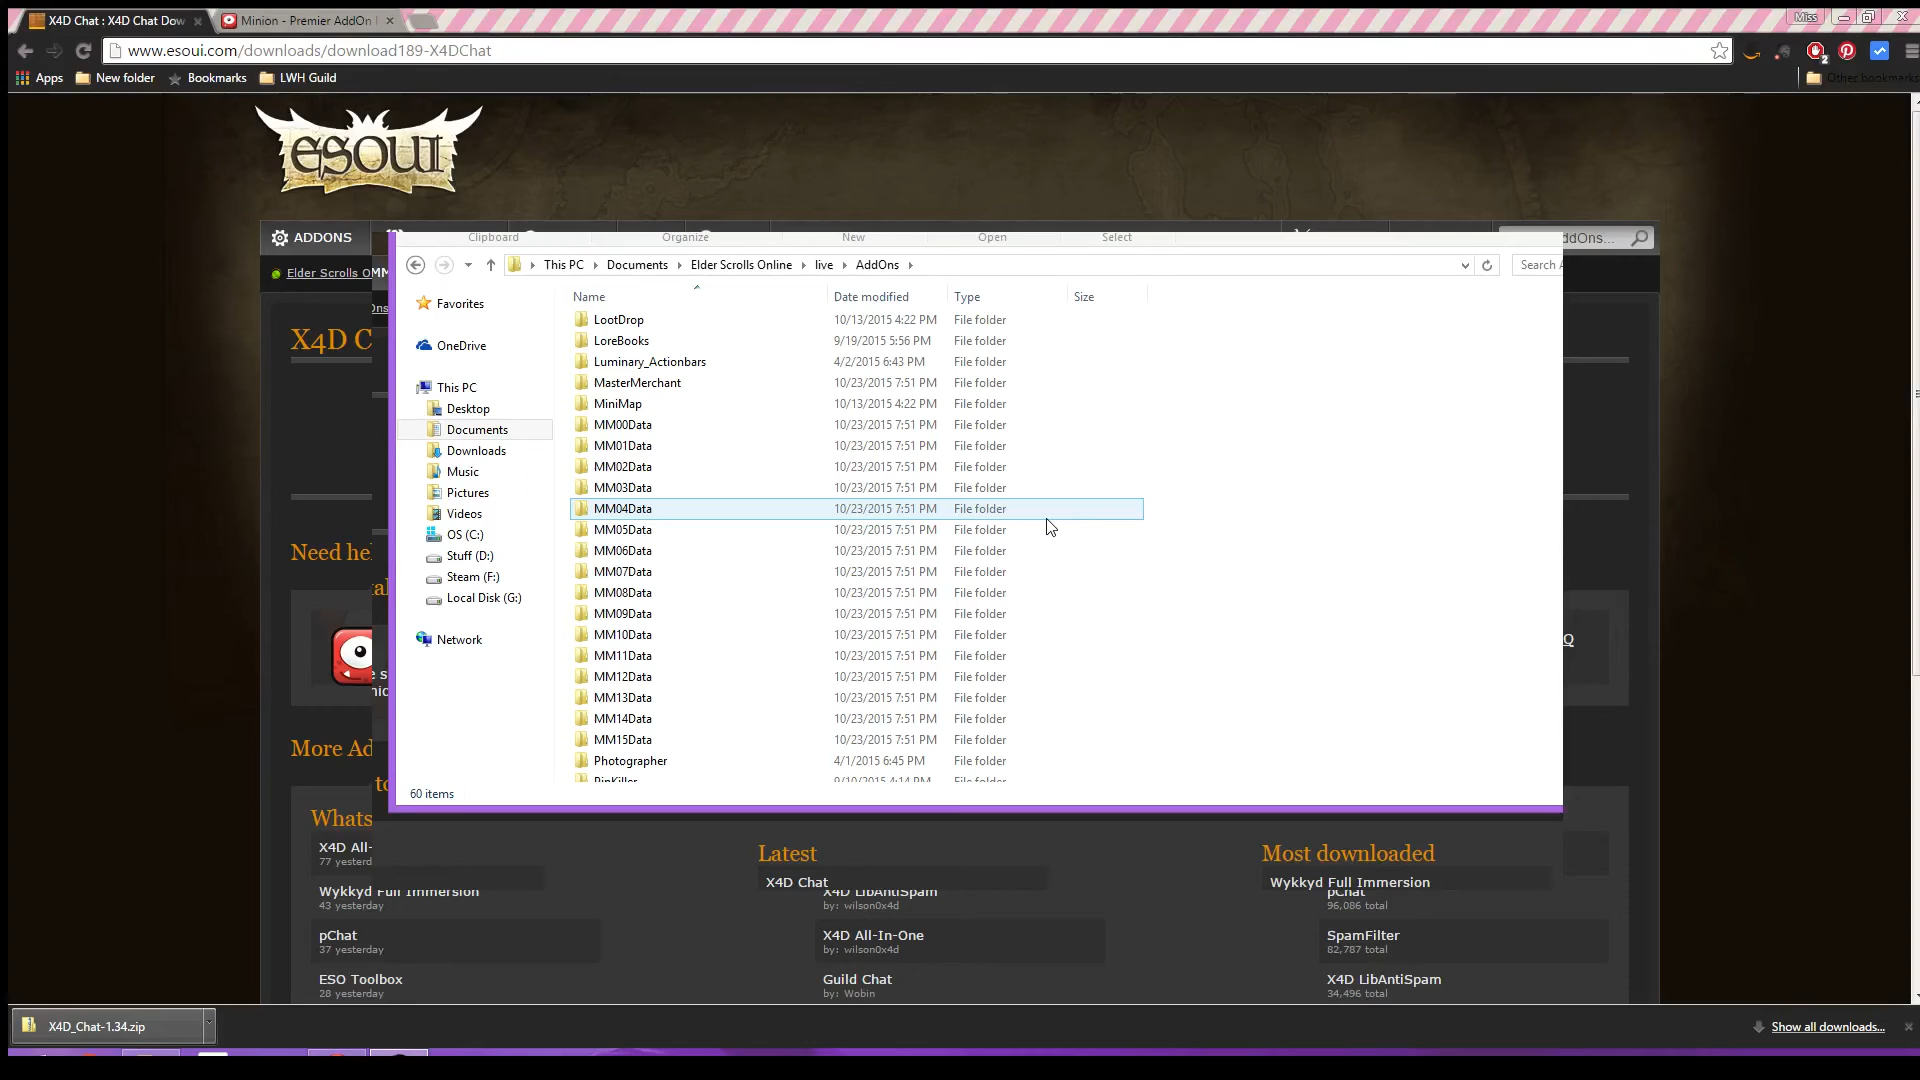 X4D Chat : X4D Chat Dow
Minion - Premier AddOn
Miss
www.esoui.com/downloads/download189-X4DChat
2
Apps
New folder
Bookmarks
LWH Guild
Other bookmarks
ESOUI
ADDONS
ddOns...
Clipboard
Organize
New
Open
Select
Elder Scrolls O
This PC
Documents
Elder Scrolls Online
live
AddOns
Search A
Name
Date modified
Type
Size
Favorites
OneDrive
This PC
Desktop
Documents
Downloads
Music
Pictures
Videos
OS (C:)
Stuff (D:)
Steam (F:)
Local Disk (G:)
Network
LootDrop 10/13/2015 4:22 PM File folder
LoreBooks 9/19/2015 5:56 PM File folder
Luminary_Actionbars 4/2/2015 6:43 PM File folder
MasterMerchant 10/23/2015 7:51 PM File folder
MiniMap 10/13/2015 4:22 PM File folder
MM00Data 10/23/2015 7:51 PM File folder
MM01Data 10/23/2015 7:51 PM File folder
MM02Data 10/23/2015 7:51 PM File folder
MM03Data 10/23/2015 7:51 PM File folder
MM04Data 10/23/2015 7:51 PM File folder
MM05Data 10/23/2015 7:51 PM File folder
MM06Data 10/23/2015 7:51 PM File folder
MM07Data 10/23/2015 7:51 PM File folder
MM08Data 10/23/2015 7:51 PM File folder
MM09Data 10/23/2015 7:51 PM File folder
MM10Data 10/23/2015 7:51 PM File folder
MM11Data 10/23/2015 7:51 PM File folder
MM12Data 10/23/2015 7:51 PM File folder
MM13Data 10/23/2015 7:51 PM File folder
MM14Data 10/23/2015 7:51 PM File folder
MM15Data 10/23/2015 7:51 PM File folder
Photographer 4/1/2015 6:45 PM File folder
PinKiller 9/10/2015 4:14 PM File folder
60 items
X4D C
Need he
More Ad
Whats
X4D All-
77 yesterd
Wykkyd Full Immersion
43 yesterday
pChat
37 yesterday
ESO Toolbox
28 yesterday
Latest
X4D Chat
X4D LibAntiSpam
by: wilson0x4d
X4D All-In-One
by: wilson0x4d
Guild Chat
by: Wobin
Most downloaded
Wykkyd Full Immersion
pChat
96,086 total
SpamFilter
82,787 total
X4D LibAntiSpam
34,496 total
X4D_Chat-1.34.zip
Show all downloads...